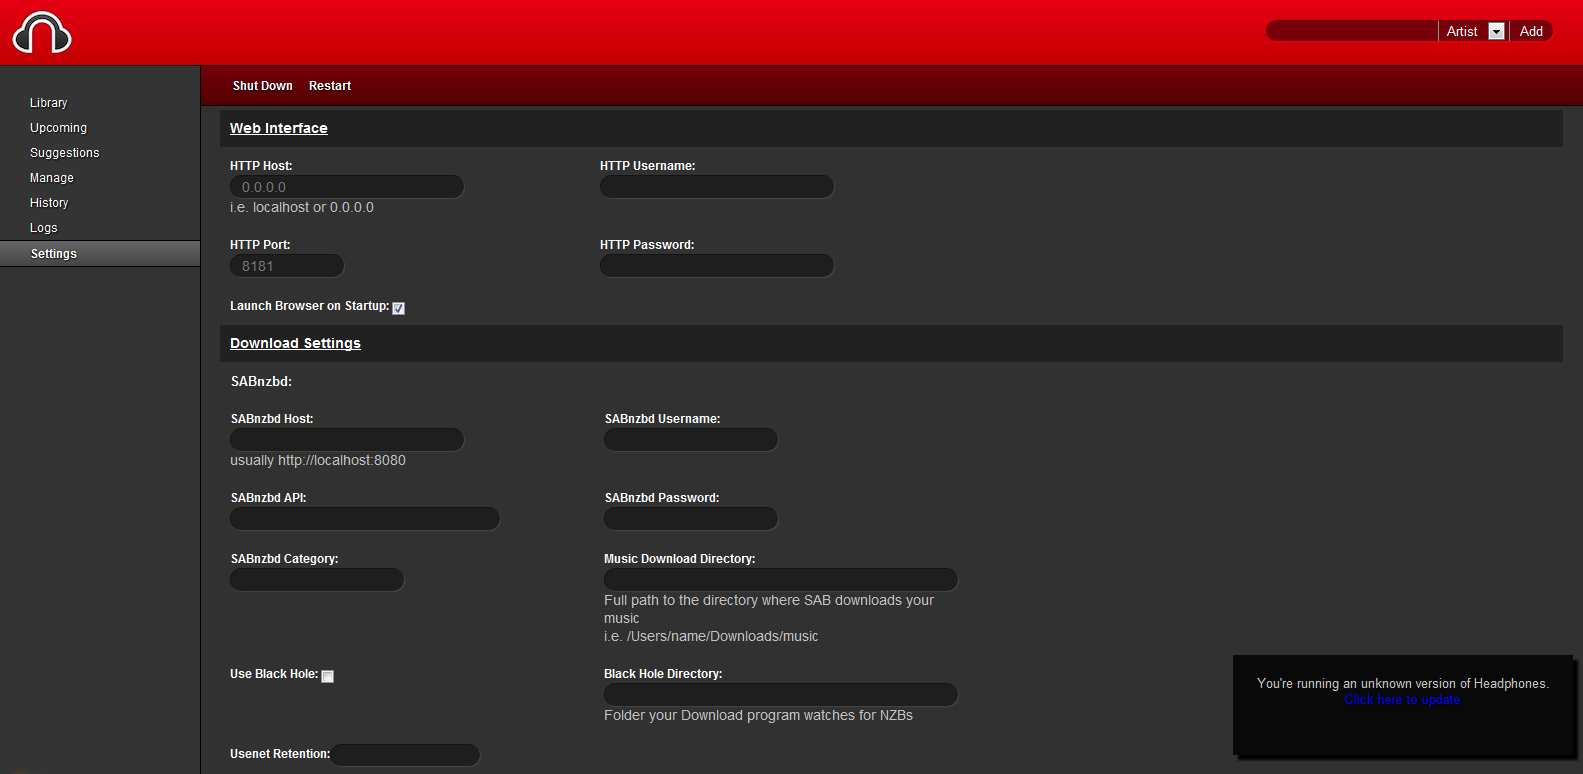 Artist Add
Shut Down Restart
Library
Upcoming
Suggestions
Manage
History
Logs
Settings
Web Interface
HTTP Host: HTTP Username:
0.0.0.0
i.e. localhost or 0.0.0.0
HTTP Port: HTTP Password:
8181
Launch Browser on Startup:
Download Settings
SABnzbd:
SABnzbd Host: SABnzbd Username:
usually http://localhost:8080
SABnzbd API: SABnzbd Password:
SABnzbd Category: Music Download Directory:
Full path to the directory where SAB downloads your
music
i.e. /Users/name/Downloads/music
Use Black Hole: Black Hole Directory:
Folder your Download program watches for NZBs
Usenet Retention:
You're running an unknown version of Headphones.
Click here to update